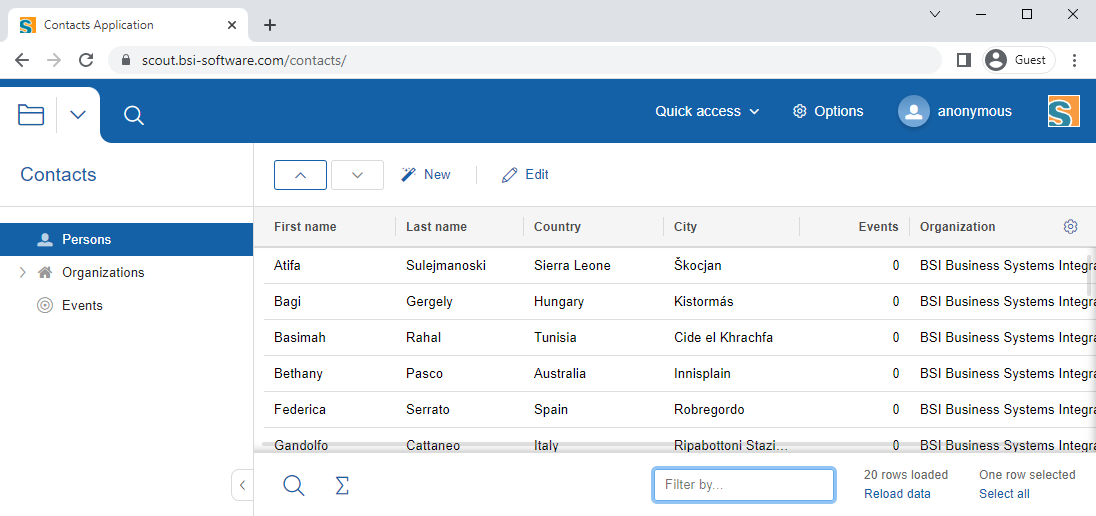 Contacts Application
scout.bsi-software.com/contacts/
Guest
Quick access
Options
anonymous
Contacts
Persons
Organizations
Events
New
Edit
First name Last name Country City Events Organization
Atifa Sulejmanoski Sierra Leone Škocjan 0 BSI Business Systems Integra
Bagi Gergely Hungary Kistormás 0 BSI Business Systems Integra
Basimah Rahal Tunisia Cide el Khrachfa 0 BSI Business Systems Integra
Bethany Pasco Australia Innisplain 0 BSI Business Systems Integra
Federica Serrato Spain Robregordo 0 BSI Business Systems Integra
Gandolfo Cattaneo Italy Ripabottoni Stazi... 0 BSI Business Systems Integra
Filter by...
20 rows loaded
Reload data
One row selected
Select all